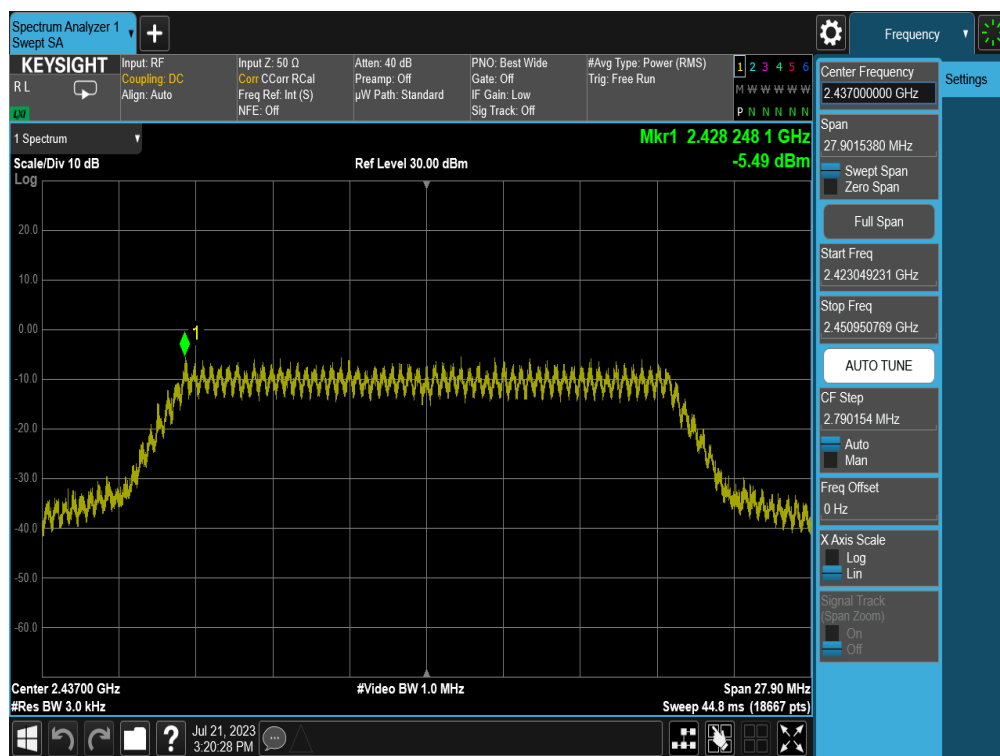 Spectrum Analyzer 1
Swept SA
+
Frequency
KEYSIGHT
R L
LXI
Input: RF
Coupling: DC
Align: Auto
Input Z: 50 Ω
Corr CCorr RCal
Freq Ref: Int (S)
NFE: Off
Atten: 40 dB
Preamp: Off
µW Path: Standard
PNO: Best Wide
Gate: Off
IF Gain: Low
Sig Track: Off
#Avg Type: Power (RMS)
Trig: Free Run
1 2 3 4 5 6
M W W W W W
P N N N N N
1 Spectrum
Mkr1 2.428 248 1 GHz
-5.49 dBm
Scale/Div 10 dB
Ref Level 30.00 dBm
Log
20.0
10.0
0.00
-10.0
-20.0
-30.0
-40.0
-50.0
-60.0
1
Center 2.43700 GHz
#Video BW 1.0 MHz
Span 27.90 MHz
#Res BW 3.0 kHz
Sweep 44.8 ms (18667 pts)
Center Frequency
2.437000000 GHz
Settings
Span
27.9015380 MHz
Swept Span
Zero Span
Full Span
Start Freq
2.423049231 GHz
Stop Freq
2.450950769 GHz
AUTO TUNE
CF Step
2.790154 MHz
Auto
Man
Freq Offset
0 Hz
X Axis Scale
Log
Lin
Signal Track
(Span Zoom)
On
Off
?
Jul 21, 2023
3:20:28 PM